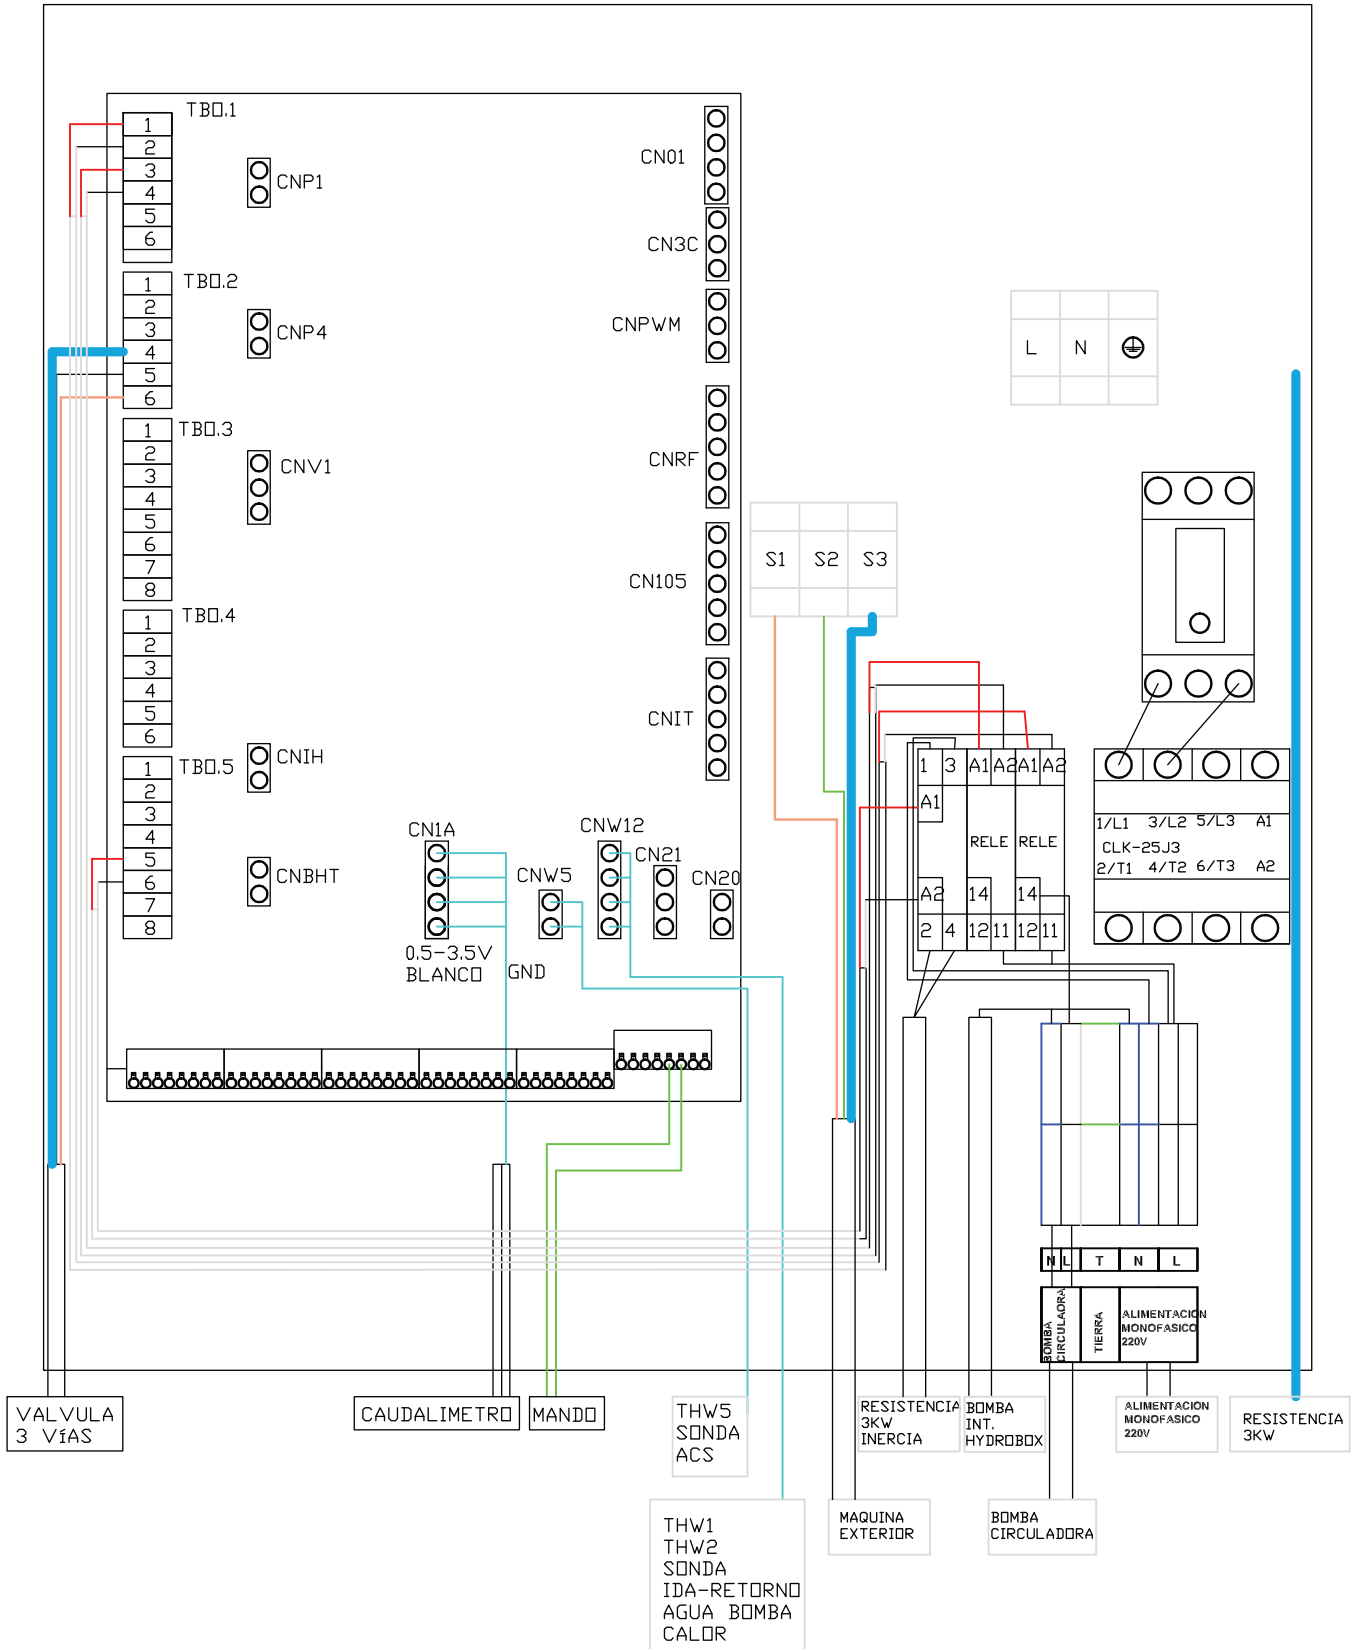 TBO.1
1
2
3
4
5
6
CNP1
TBO.2
1
2
3
4
5
6
CNP4
TBO.3
1
2
3
4
5
6
7
8
CNV1
TBO.4
1
2
3
4
5
6
CNIH
TBO.5
1
2
3
4
5
6
7
8
CNBHT
CN01
CN3C
CNPWM
CNRF
CN105
CNIT
CN1A
0.5-3.5V
BLANCO
GND
CNW5
CNW12
CN21
CN20
L N
S1 S2 S3
1 3 A1 A2 A1 A2
A1
RELE RELE
A2 14 14
2 4 12 11 12 11
1/L1 3/L2 5/L3 A1
CLK-25J3
2/T1 4/T2 6/T3 A2
N L T N L
BOMBA
CIRCULADORA
TIERRA
ALIMENTACION
MONOFASICO
220V
VALVULA
3 VíAS
CAUDALIMETRO
MANDO
THW5
SONDA
ACS
THW1
THW2
SONDA
IDA-RETORNO
AGUA BOMBA
CALOR
RESISTENCIA
3KW
INERCIA
BOMBA
INT.
HYDROBOX
MAQUINA
EXTERIOR
BOMBA
CIRCULADORA
ALIMENTACION
MONOFASICO
220V
RESISTENCIA
3KW